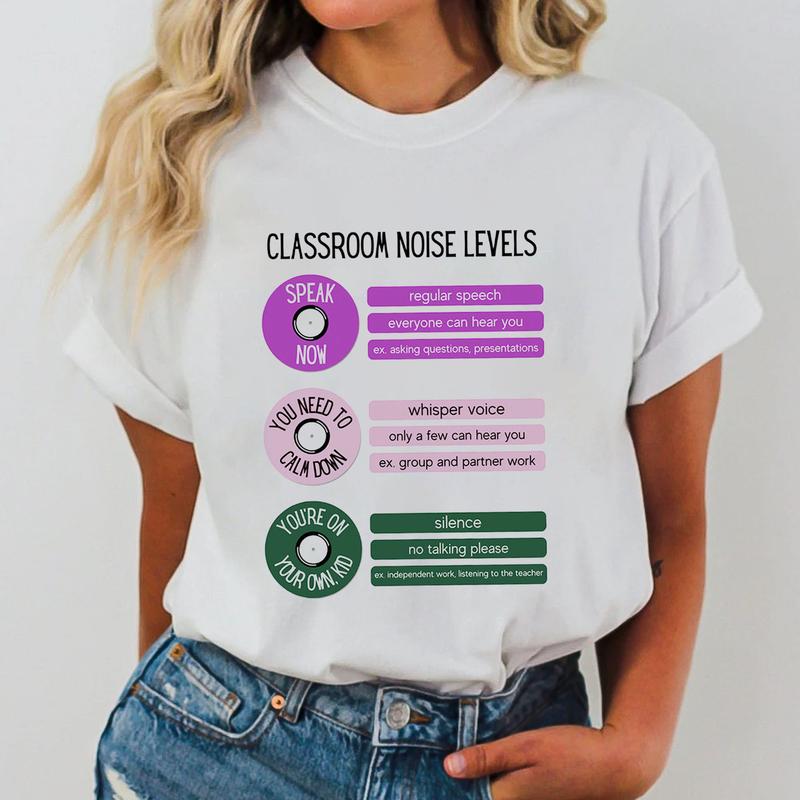 CLASSROOM NOISE LEVELS
SPEAK
NOW
regular speech
everyone can hear you
ex. asking questions, presentations
YOU NEED TO
CALM DOWN
whisper voice
only a few can hear you
ex. group and partner work
YOU'RE ON
YOUR OWN, KID
silence
no talking please
ex. independent work, listening to the teacher